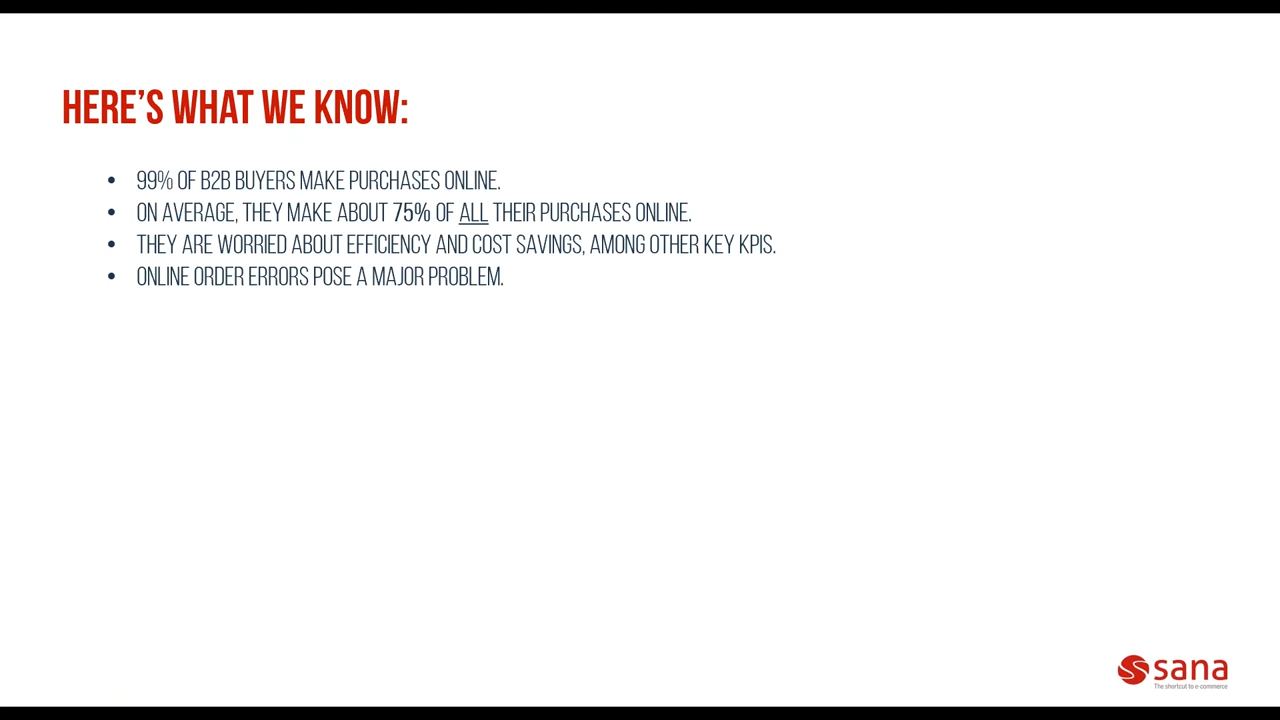 HERE'S WHAT WE KNOW:
• 99% OF B2B BUYERS MAKE PURCHASES ONLINE.
• ON AVERAGE, THEY MAKE ABOUT 75% OF ALL THEIR PURCHASES ONLINE.
• THEY ARE WORRIED ABOUT EFFICIENCY AND COST SAVINGS, AMONG OTHER KEY KPIS.
• ONLINE ORDER ERRORS POSE A MAJOR PROBLEM.
sana
The shortcut to e-commerce